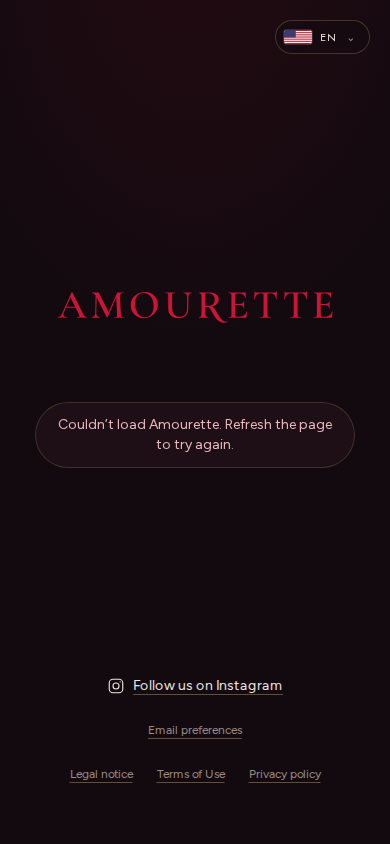 EN
AMOURETTE
Couldn’t load Amourette. Refresh the page
to try again.
Follow us on Instagram
Email preferences
Legal notice Terms of Use Privacy policy